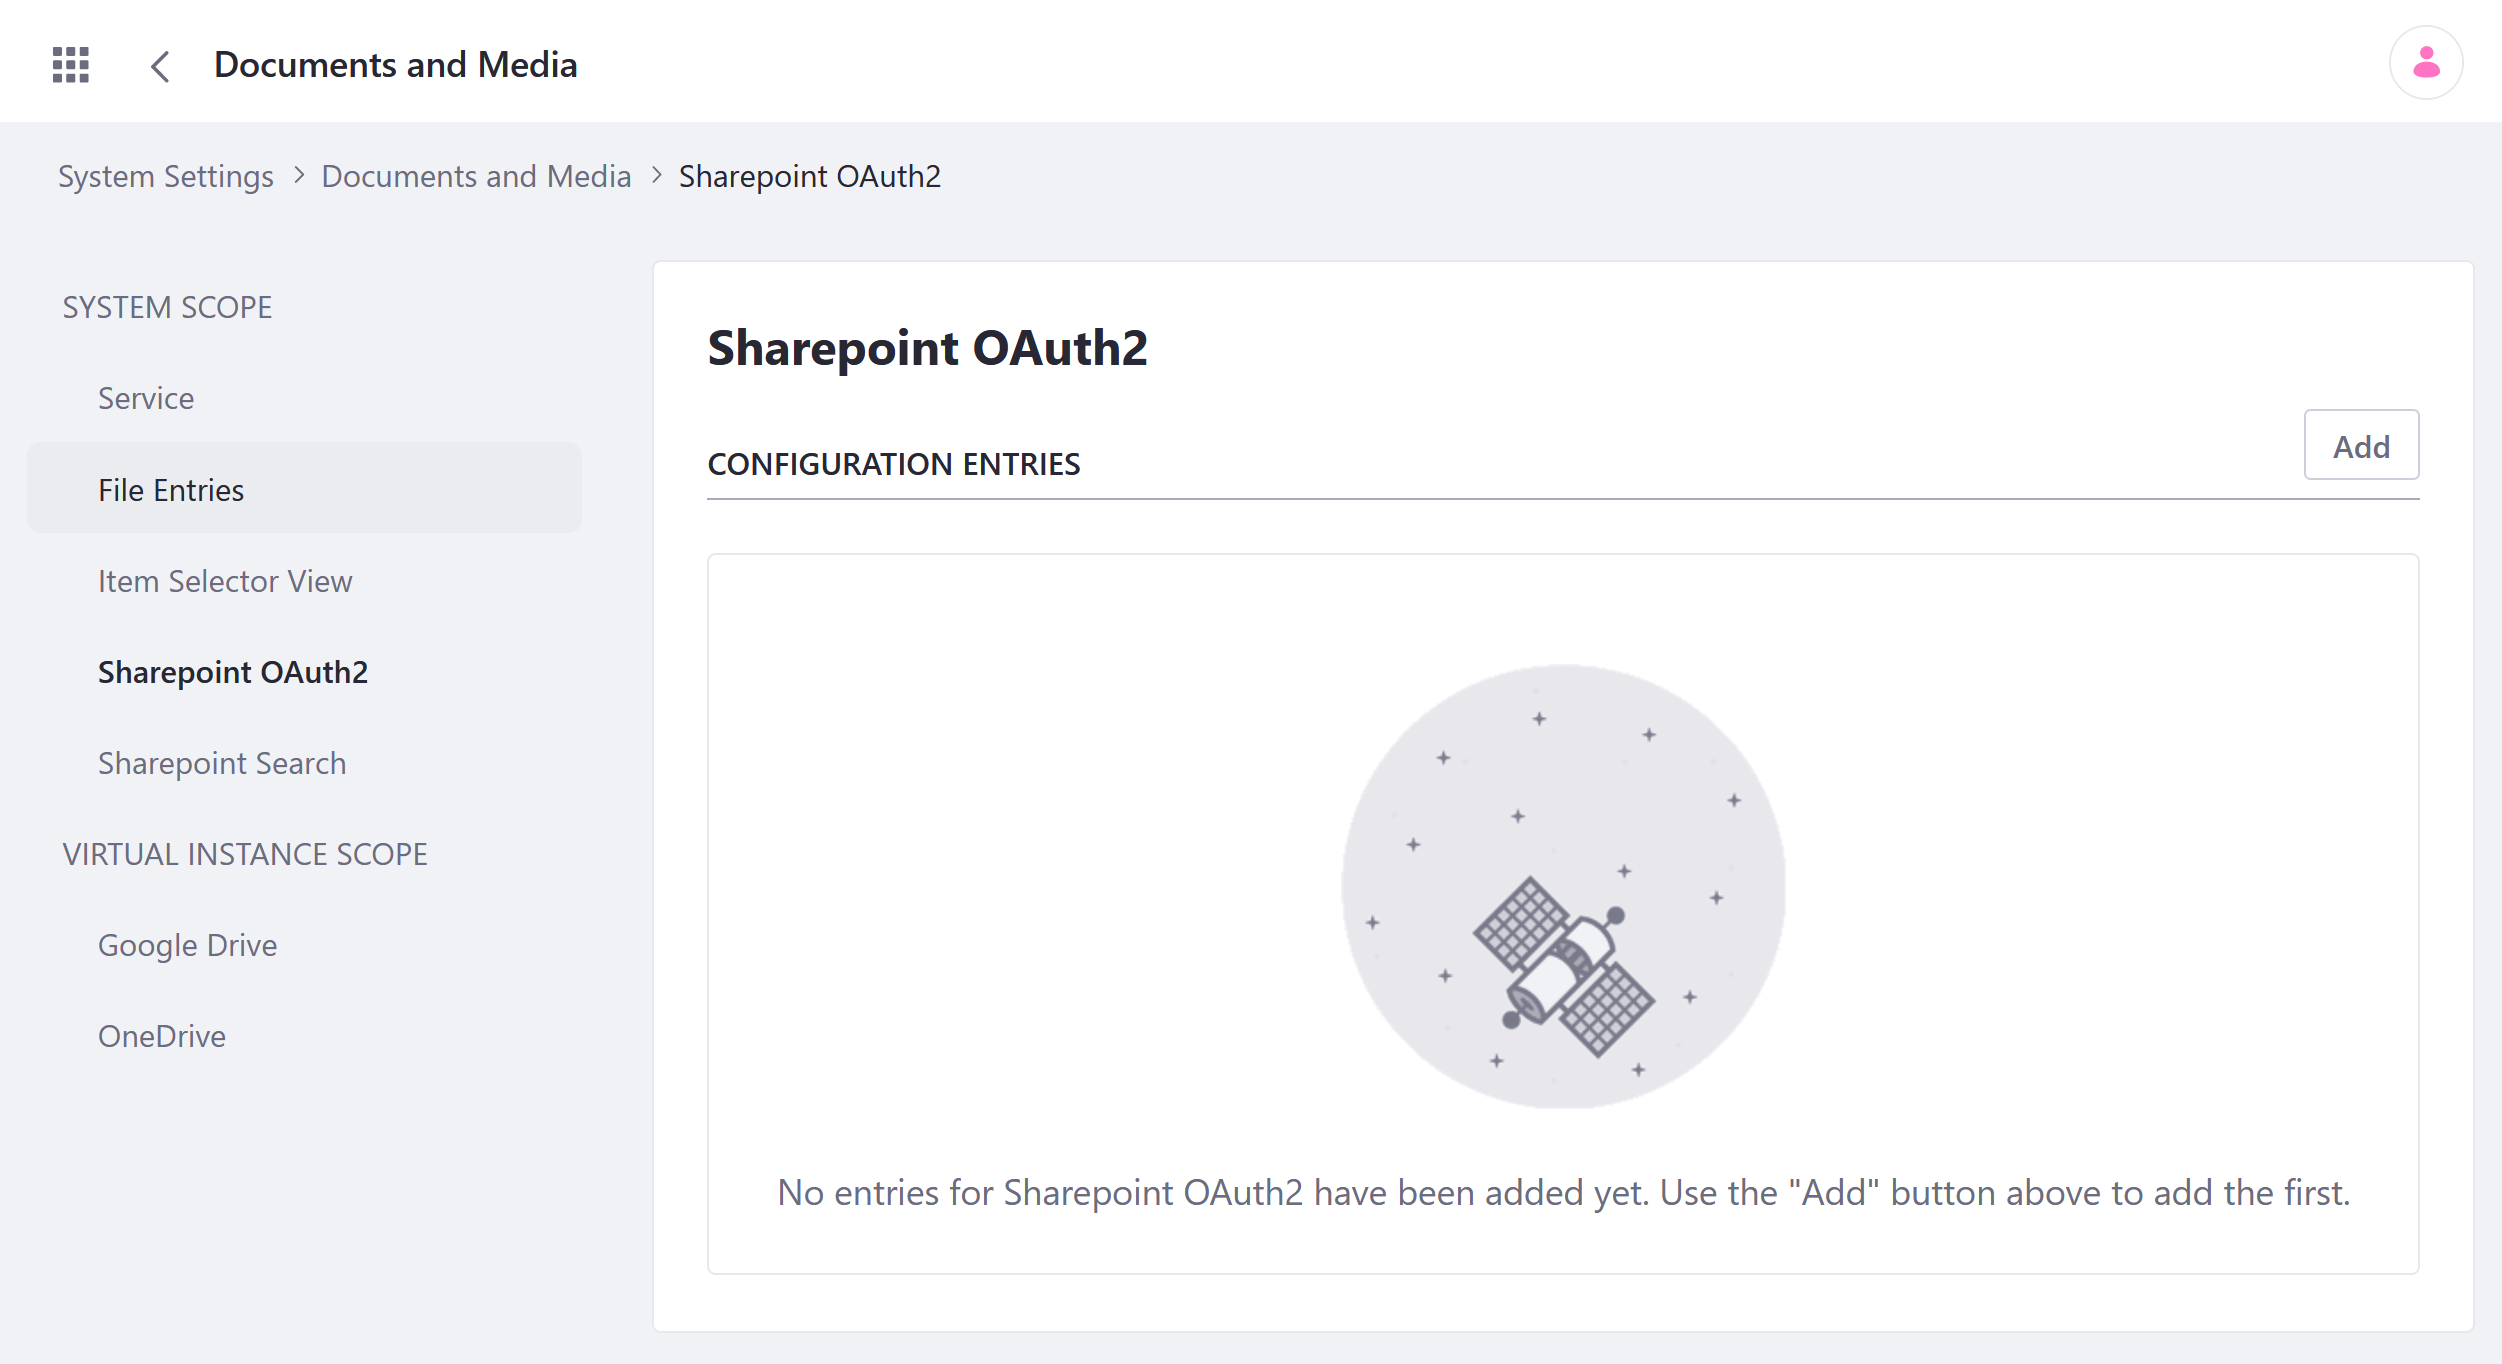 Documents and Media
System Settings > Documents and Media > Sharepoint OAuth2
SYSTEM SCOPE
Service
File Entries
Item Selector View
Sharepoint OAuth2
Sharepoint Search
VIRTUAL INSTANCE SCOPE
Google Drive
OneDrive
Sharepoint OAuth2
CONFIGURATION ENTRIES
Add
No entries for Sharepoint OAuth2 have been added yet. Use the "Add" button above to add the first.